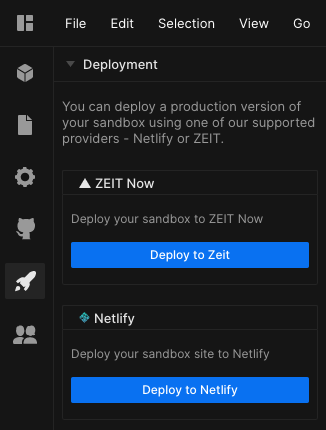 File Edit Selection View Go
Deployment
You can deploy a production version of
your sandbox using one of our supported
providers - Netlify or ZEIT.
ZEIT Now
Deploy your sandbox to ZEIT Now
Deploy to Zeit
Netlify
Deploy your sandbox site to Netlify
Deploy to Netlify